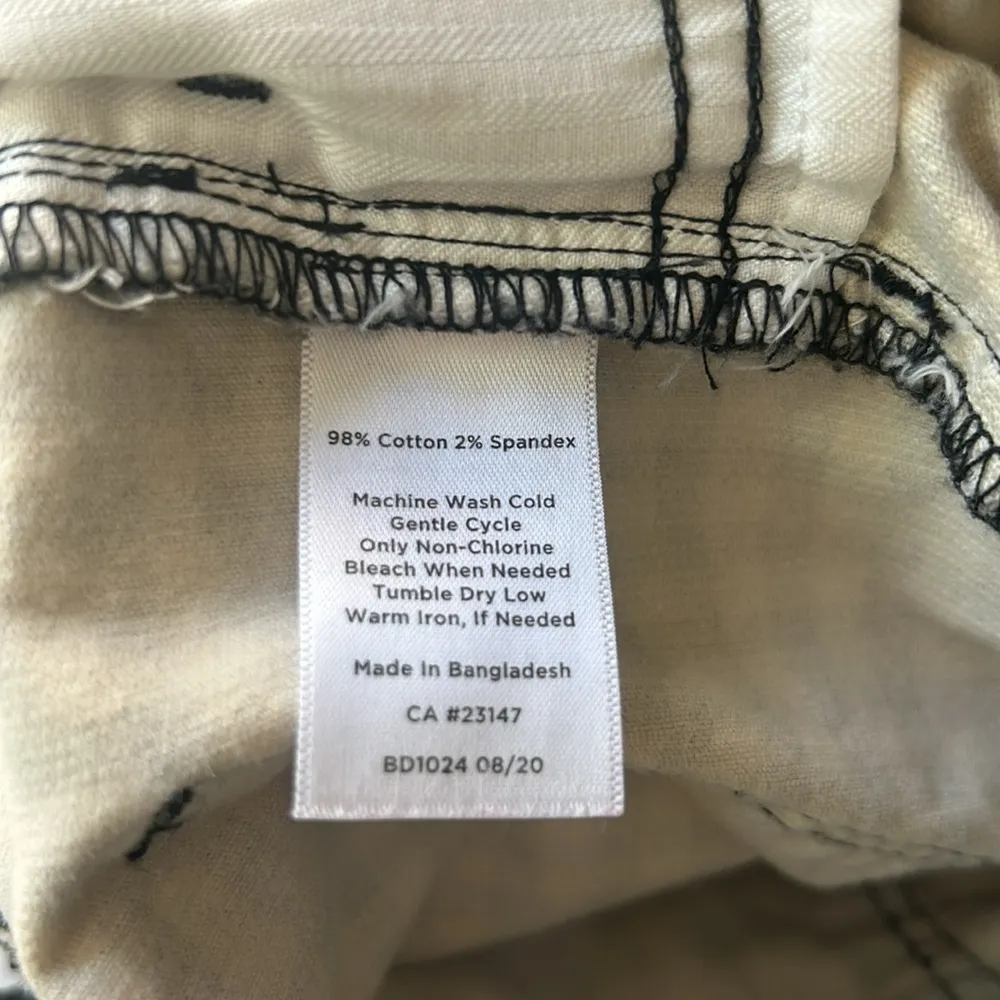 98% Cotton 2% Spandex
Machine Wash Cold
Gentle Cycle
Only Non-Chlorine
Bleach When Needed
Tumble Dry Low
Warm Iron, If Needed
Made In Bangladesh
CA #23147
BD1024 08/20